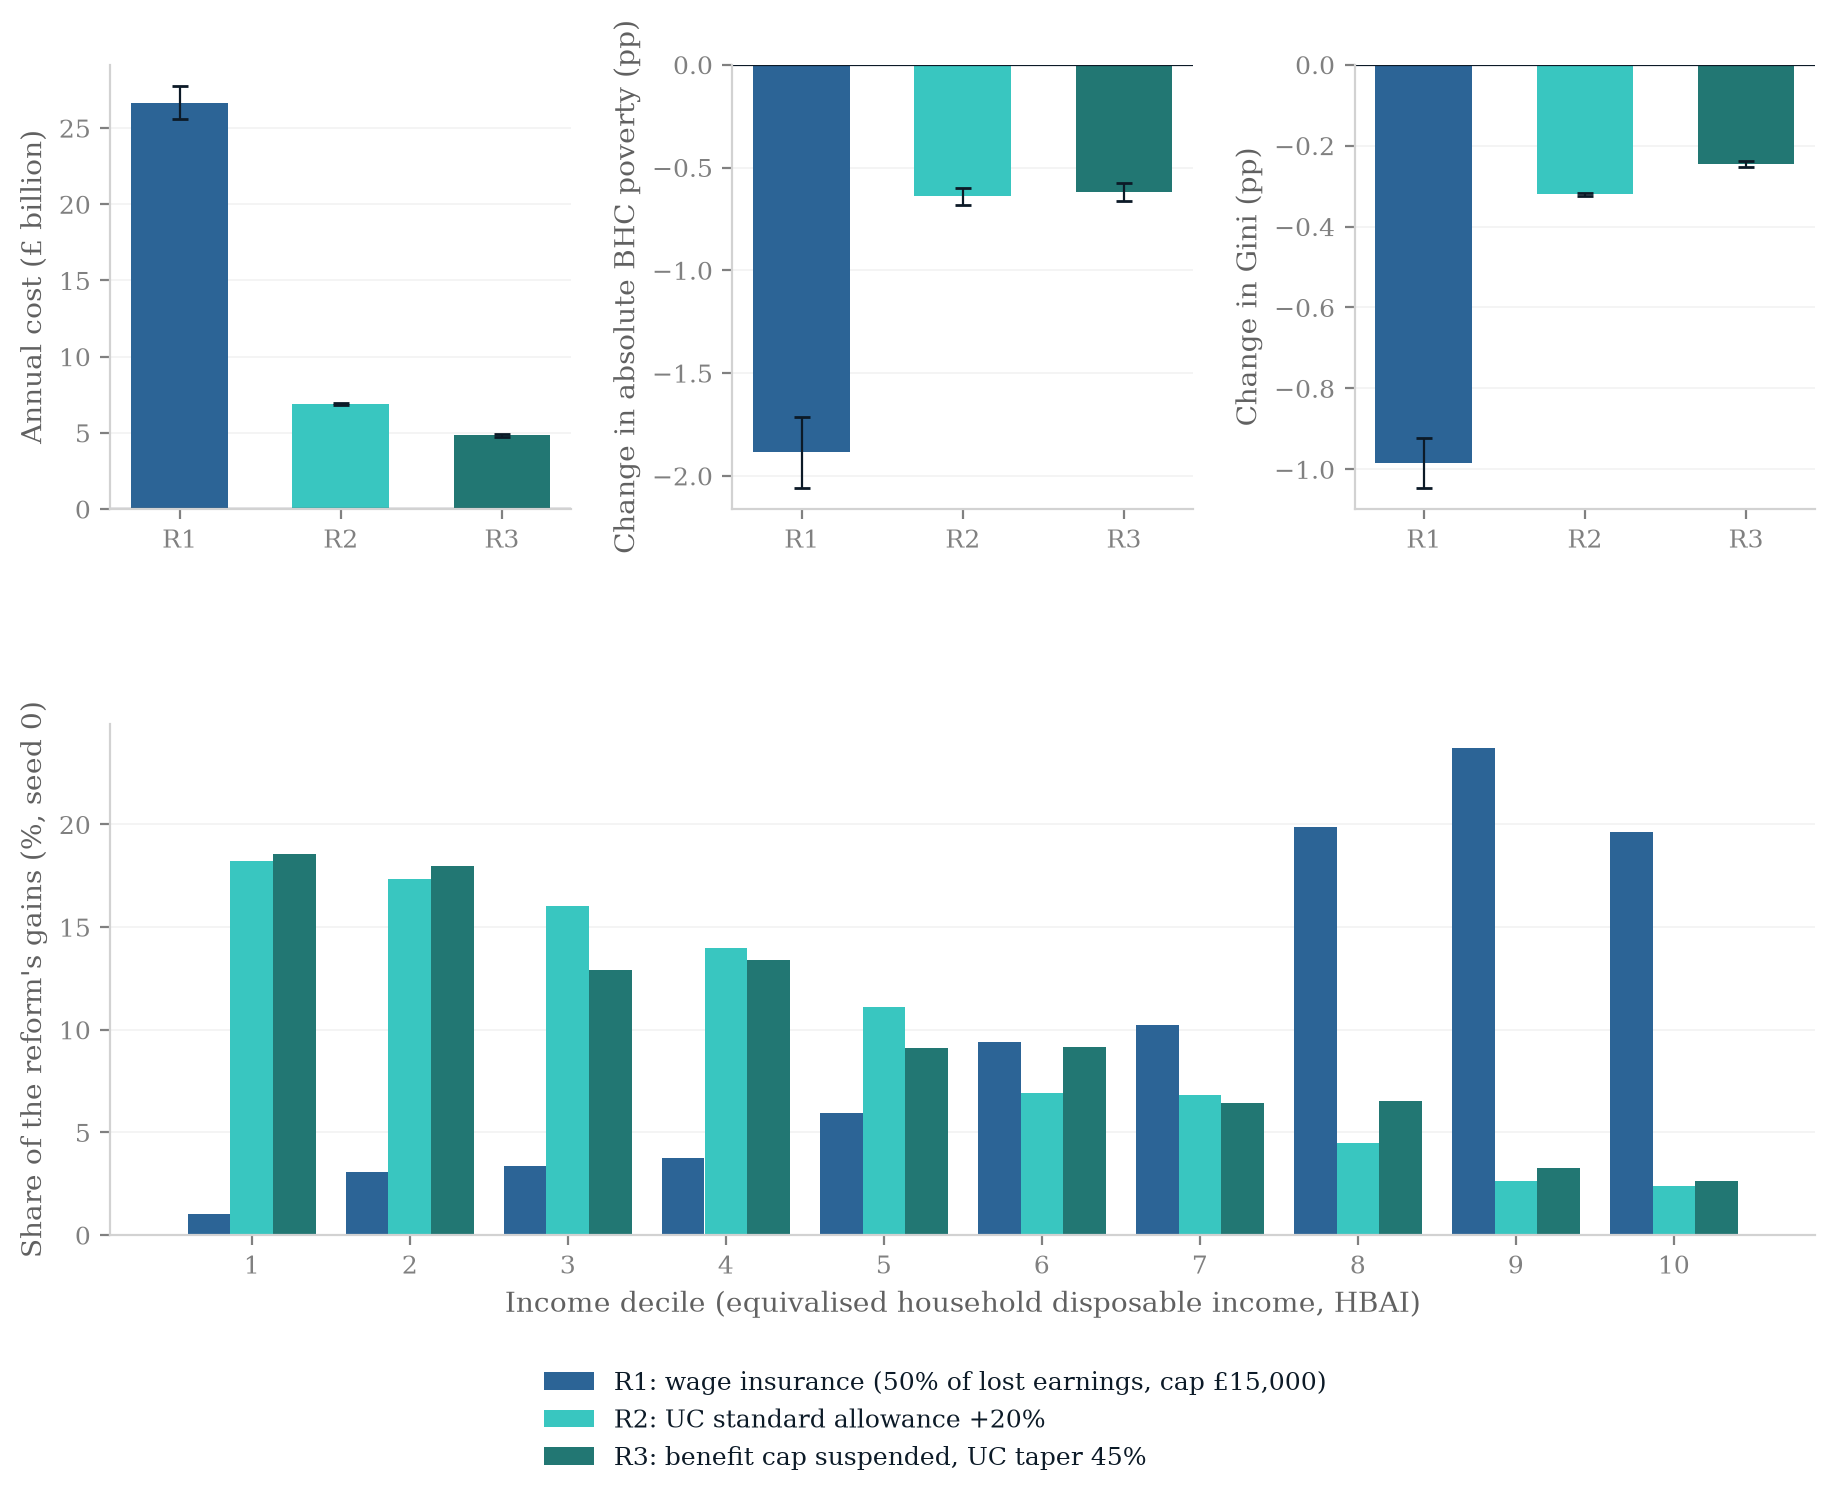 Annual cost (£ billion)
25
20
15
10
5
0
R1
R2
R3
Change in absolute BHC poverty (pp)
0.0
−0.5
−1.0
−1.5
−2.0
R1
R2
R3
Change in Gini (pp)
0.0
−0.2
−0.4
−0.6
−0.8
−1.0
R1
R2
R3
Share of the reform's gains (%, seed 0)
20
15
10
5
0
1
2
3
4
5
6
7
8
9
10
Income decile (equivalised household disposable income, HBAI)
R1: wage insurance (50% of lost earnings, cap £15,000)
R2: UC standard allowance +20%
R3: benefit cap suspended, UC taper 45%